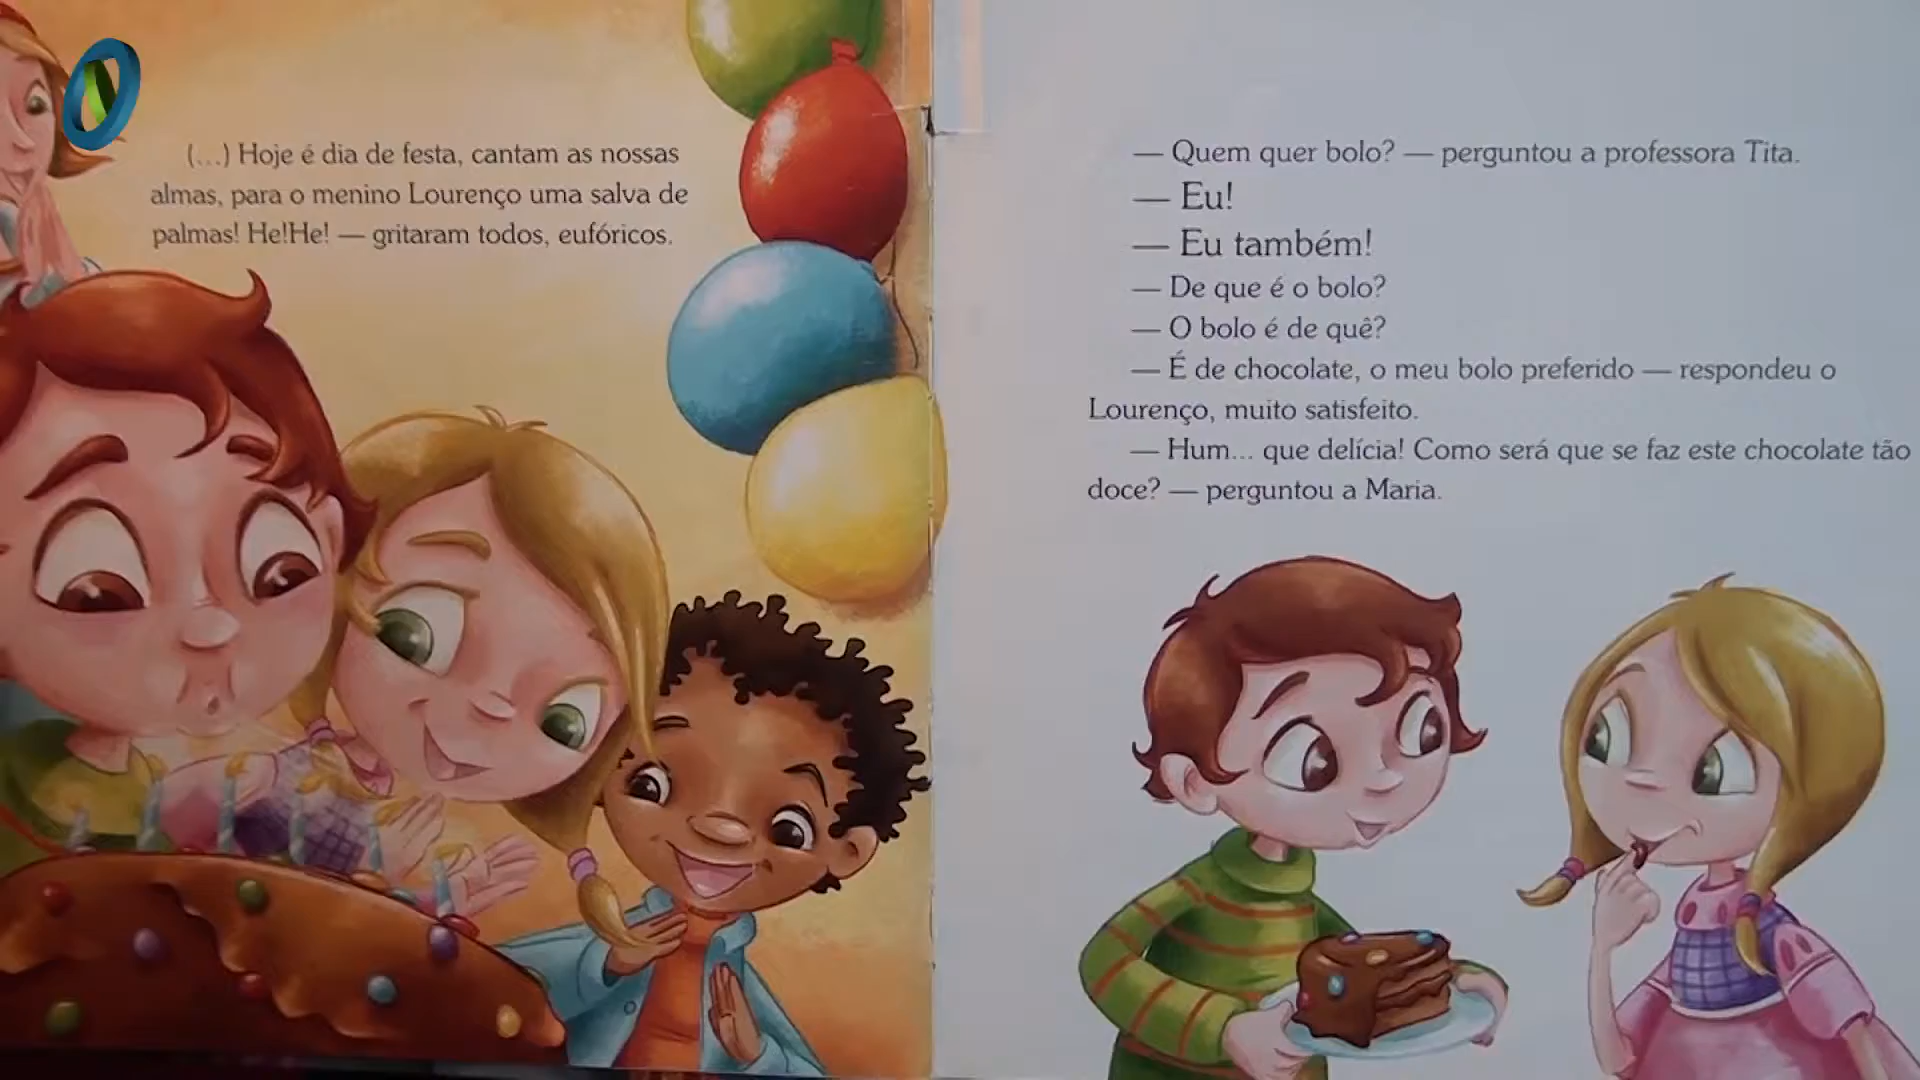 (...) Hoje é dia de festa, cantam as nossas
almas, para o menino Lourenço uma salva de
palmas! He!He! — gritaram todos, eufóricos.
— Quem quer bolo? — perguntou a professora Tita.
— Eu!
— Eu também!
— De que é o bolo?
— O bolo é de quê?
— É de chocolate, o meu bolo preferido — respondeu o
Lourenço, muito satisfeito.
— Hum... que delícia! Como será que se faz este chocolate tão
doce? — perguntou a Maria.